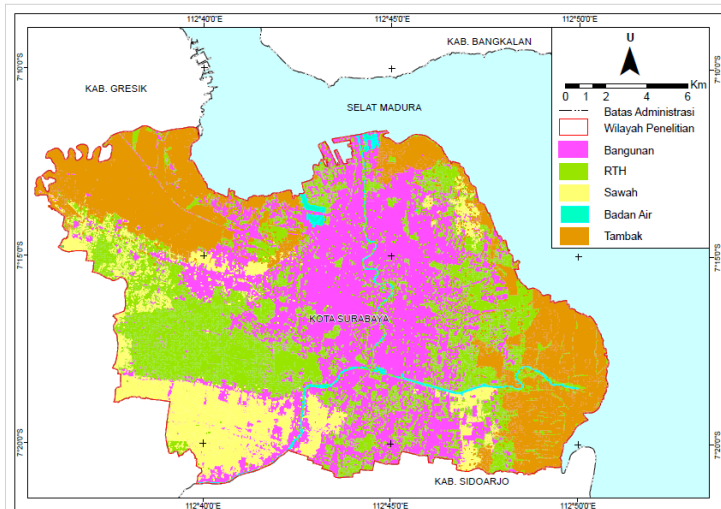 112°4'0"E
112°45'0"E
112°50'0"E
KAB. BANGKALAN
7°10'0"S
7°10'0"S
KAB. GRESIK
SELAT MADURA
U
0 1 2 4 6 Km
Batas Administrasi
Wilayah Penelitian
Bangunan
RTH
Sawah
Badan Air
Tambak
7°15'0"S
7°15'0"S
KOTA SURABAYA
7°20'0"S
7°20'0"S
KAB. SIDOARJO
112°40'0"E
112°45'0"E
112°50'0"E